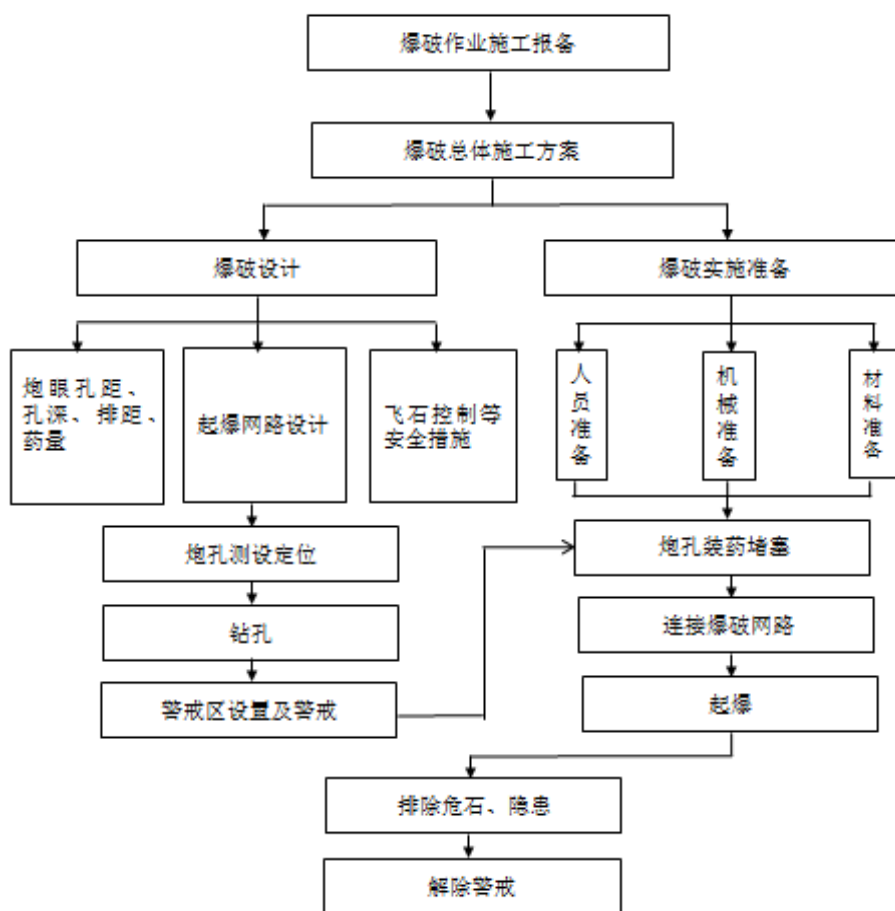 爆破作业施工报备
爆破总体施工方案
爆破设计
爆破实施准备
炮眼孔距、
孔深、排距、
药量
起爆网路设计
飞石控制等
安全措施
人员准备
机械准备
材料准备
炮孔测设定位
炮孔装药堵塞
钻孔
连接爆破网路
警戒区设置及警戒
起爆
排除危石、隐患
解除警戒